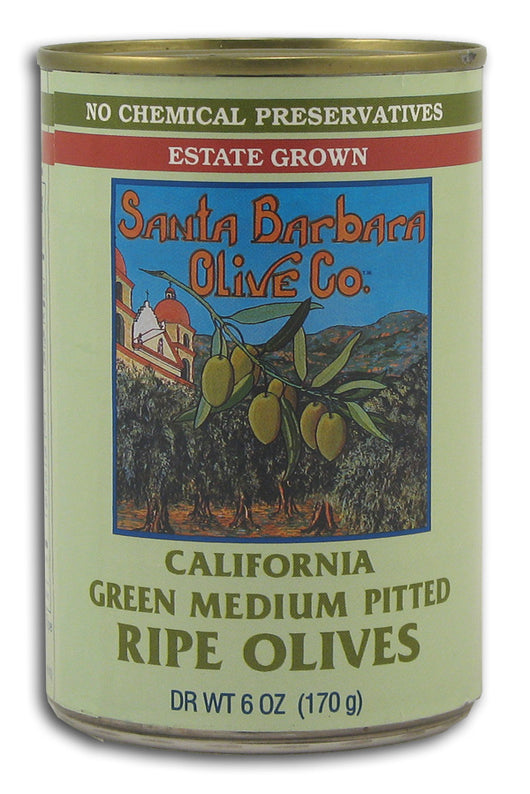 NO CHEMICAL PRESERVATIVES
ESTATE GROWN
Santa Barbara
Olive Co.™
CALIFORNIA
GREEN MEDIUM PITTED
RIPE OLIVES
DR WT 6 OZ (170 g)